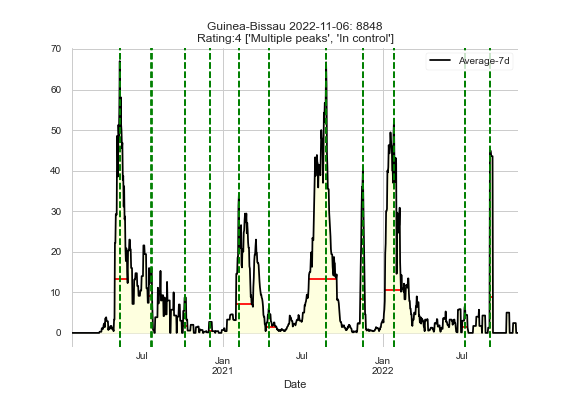 Guinea-Bissau 2022-11-06: 8848
Rating:4 ['Multiple peaks', 'In control']
Average-7d
70
60
50
40
30
20
10
0
Jul
Jan
2021
Jul
Jan
2022
Jul
Date